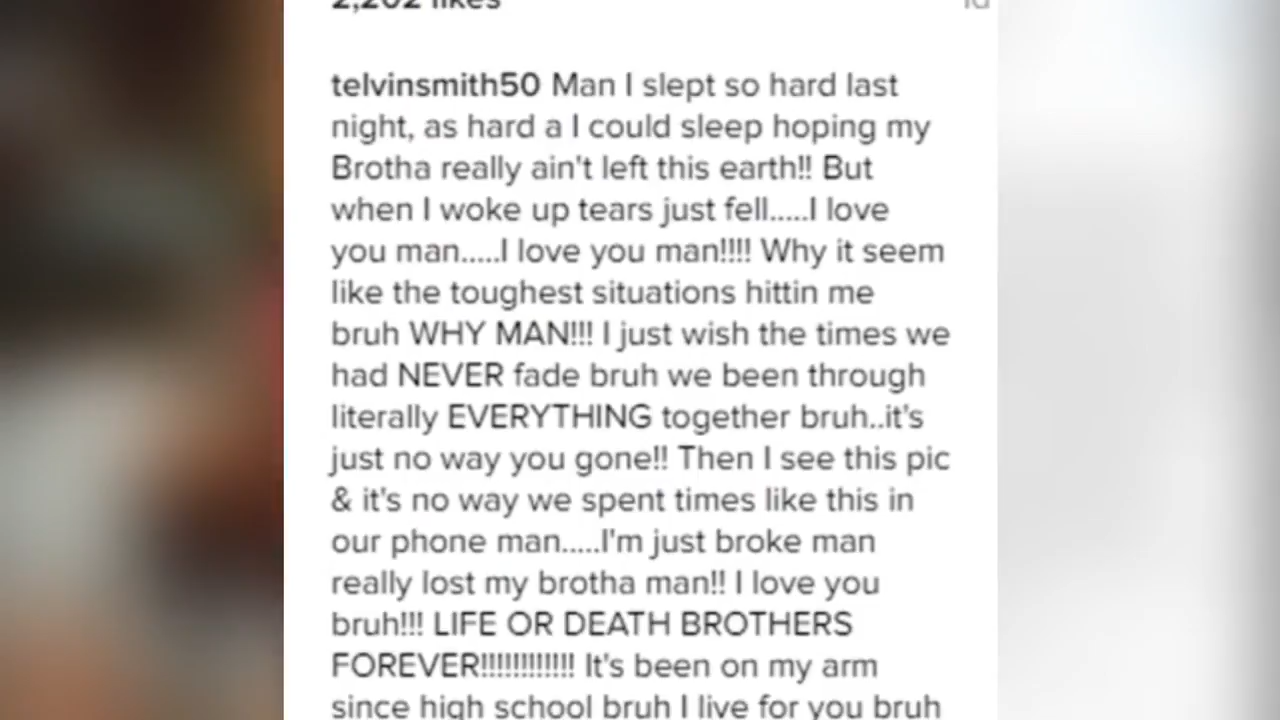 2,202 likes
1d
telvinsmith50 Man I slept so hard last
night, as hard a I could sleep hoping my
Brotha really ain't left this earth!! But
when I woke up tears just fell.....I love
you man.....I love you man!!!! Why it seem
like the toughest situations hittin me
bruh WHY MAN!!! I just wish the times we
had NEVER fade bruh we been through
literally EVERYTHING together bruh..it's
just no way you gone!! Then I see this pic
& it's no way we spent times like this in
our phone man.....I'm just broke man
really lost my brotha man!! I love you
bruh!!! LIFE OR DEATH BROTHERS
FOREVER!!!!!!!!!!!! It's been on my arm
since high school bruh I live for you bruh